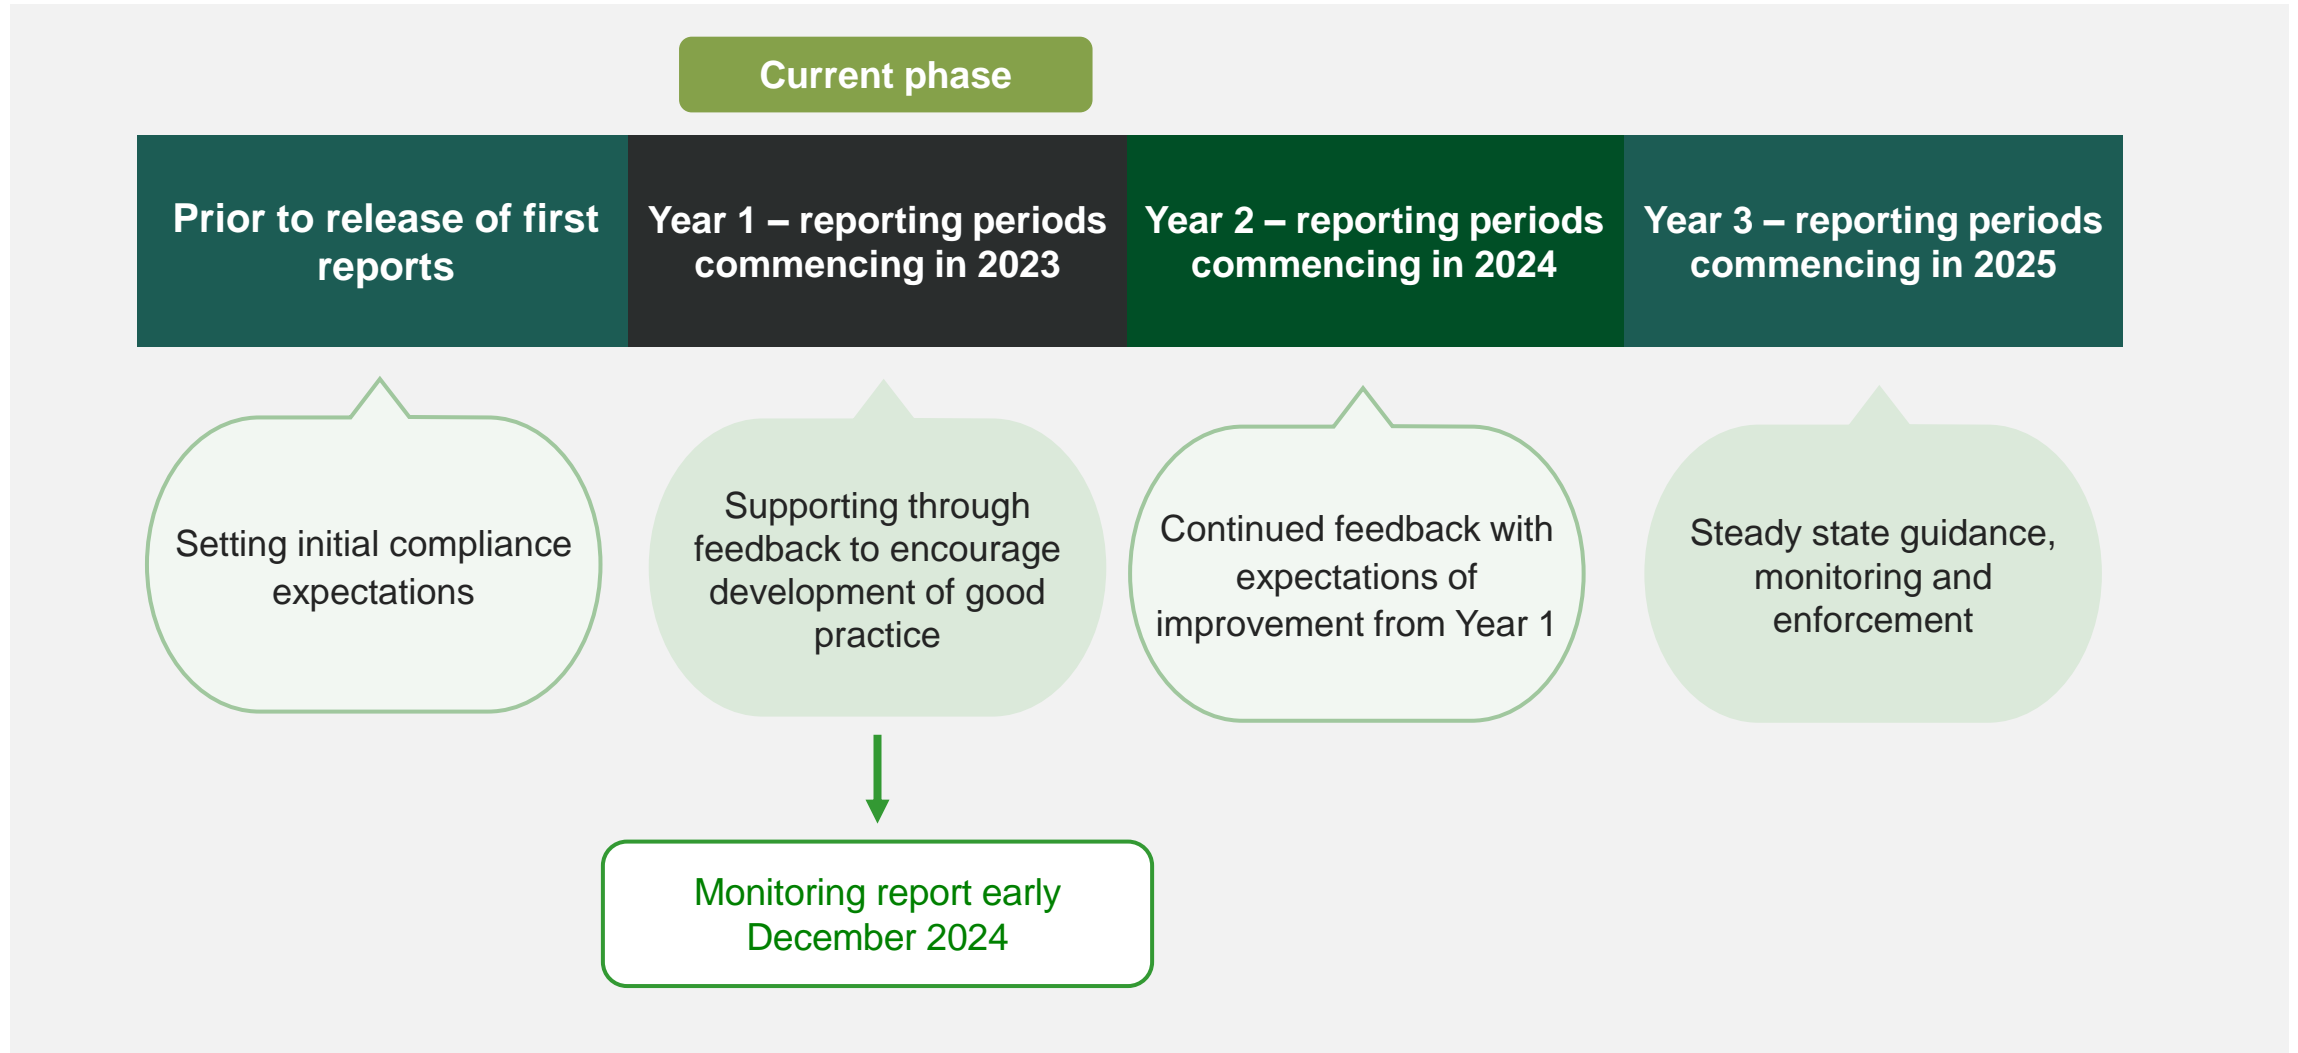 Current phase
Prior to release of first
reports
Year 1 – reporting periods
commencing in 2023
Year 2 – reporting periods
commencing in 2024
Year 3 – reporting periods
commencing in 2025
Setting initial compliance
expectations
Supporting through
feedback to encourage
development of good
practice
Continued feedback with
expectations of
improvement from Year 1
Steady state guidance,
monitoring and
enforcement
Monitoring report early
December 2024